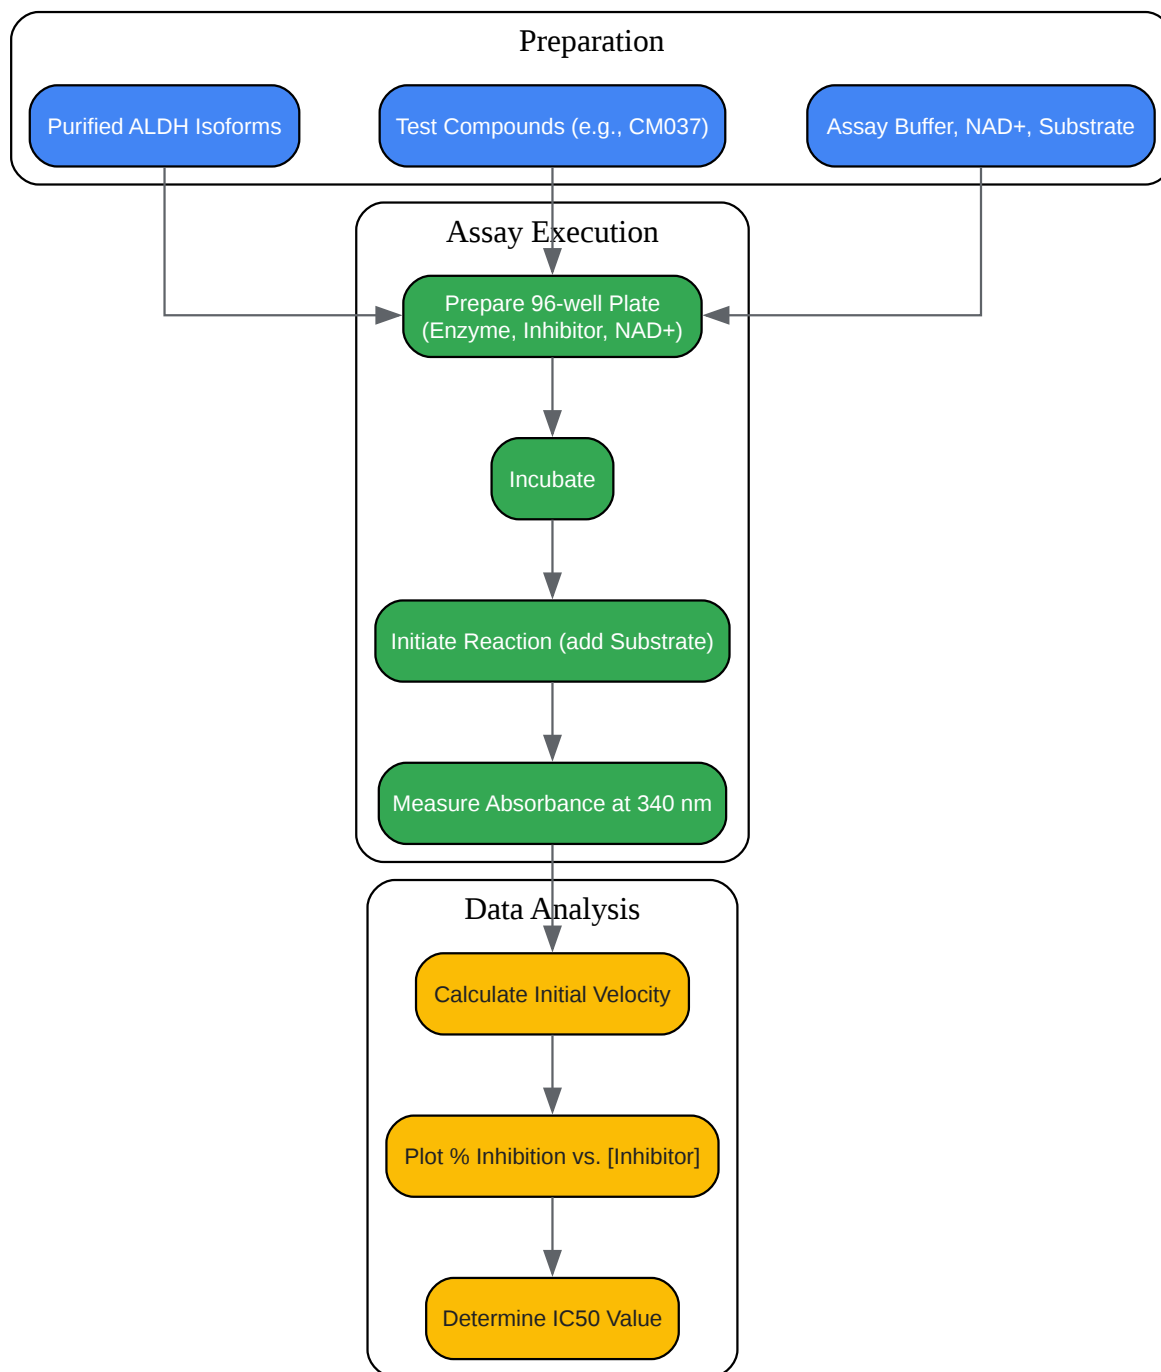 Preparation
Purified ALDH Isoforms
Test Compounds (e.g., CM037)
Assay Buffer, NAD+, Substrate
Assay Execution
Prepare 96-well Plate
(Enzyme, Inhibitor, NAD+)
Incubate
Initiate Reaction (add Substrate)
Measure Absorbance at 340 nm
Data Analysis
Calculate Initial Velocity
Plot % Inhibition vs. [Inhibitor]
Determine IC50 Value